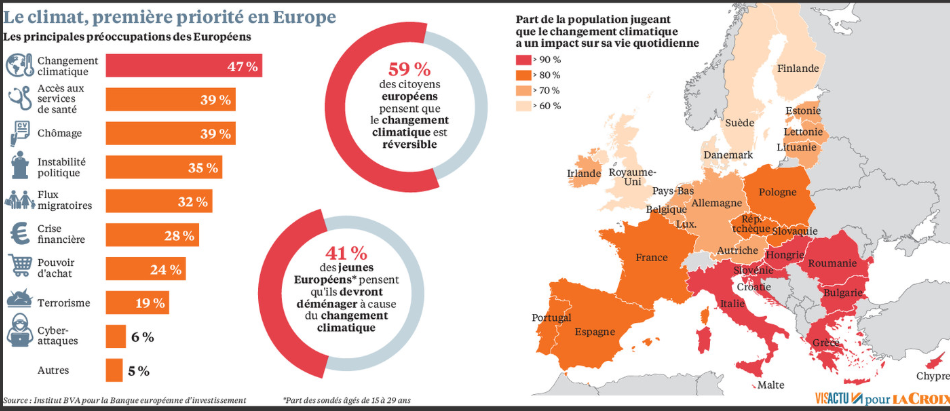 Le climat, première priorité en Europe
Les principales préoccupations des Européens
Changement
climatique
47 %
Accès aux
services
de santé
39 %
CV
Chômage
39 %
Instabilité
politique
35 %
Flux
migratoires
32 %
Crise
financière
28 %
Pouvoir
d'achat
24 %
Terrorisme
19 %
Cyber-
attaques
6 %
Autres
5 %
59 %
des citoyens
européens
pensent que
le changement
climatique est
réversible
41 %
des jeunes
Européens* pensent
qu'ils devront
déménager à cause
du changement
climatique
Part de la population jugeant
que le changement climatique
a un impact sur sa vie quotidienne
> 90 %
> 80 %
> 70 %
> 60 %
Finlande
Suède
Estonie
Lettonie
Lituanie
Danemark
Irlande
Royaume-
Uni
Pays-Bas
Belgique
Lux.
Allemagne
Pologne
Rép.
tchèque
Slovaquie
Autriche
Hongrie
France
Slovénie
Roumanie
Croatie
Italie
Bulgarie
Portugal
Espagne
Grèce
Malte
Chypre
Source : Institut BVA pour la Banque européenne d'investissement
*Part des sondés âgés de 15 à 29 ans
VISACTU pour LA CROIX